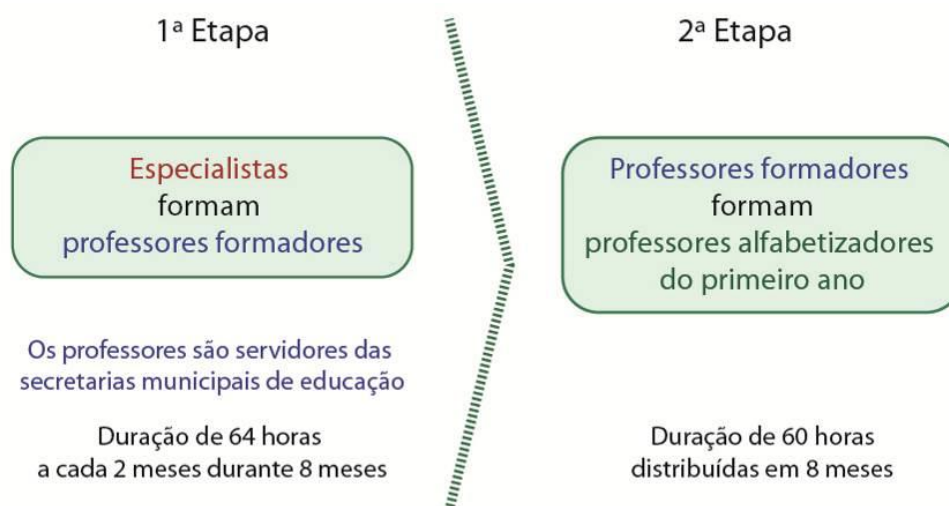 1ª Etapa
Especialistas
formam
professores formadores
Os professores são servidores das
secretarias municipais de educação
Duração de 64 horas
a cada 2 meses durante 8 meses
2ª Etapa
Professores formadores
formam
professores alfabetizadores
do primeiro ano
Duração de 60 horas
distribuídas em 8 meses